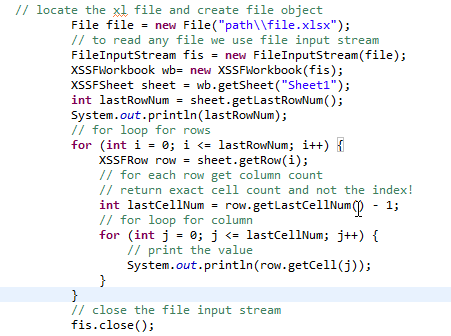 // locate the xl file and create file object
File file = new File("path\\file.xlsx");
// to read any file we use file input stream
FileInputStream fis = new FileInputStream(file);
XSSFWorkbook wb= new XSSFWorkbook(fis);
XSSFSheet sheet = wb.getSheet("Sheet1");
int lastRowNum = sheet.getLastRowNum();
System.out.println(lastRowNum);
// for loop for rows
for (int i = 0; i <= lastRowNum; i++) {
XSSFRow row = sheet.getRow(i);
// for each row get column count
// return exact cell count and not the index!
int lastCellNum = row.getLastCellNum() - 1;
// for loop for column
for (int j = 0; j <= lastCellNum; j++) {
// print the value
System.out.println(row.getCell(j));
}
}
// close the file input stream
fis.close();